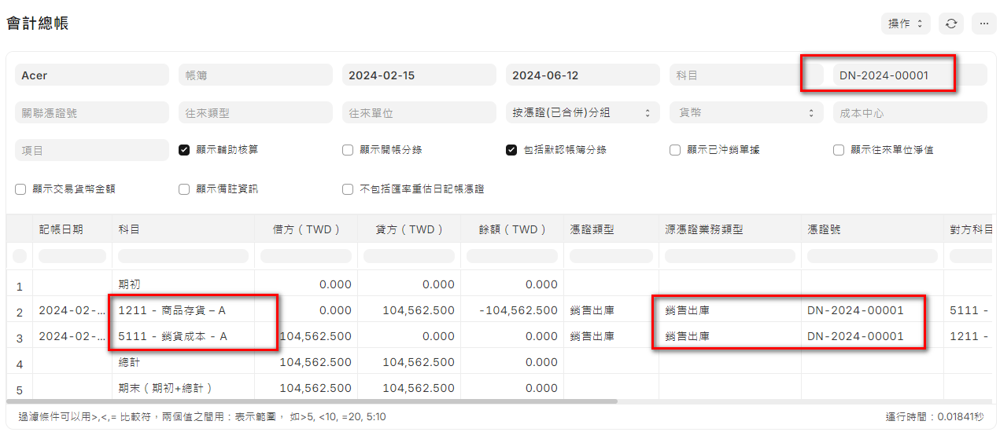 會計總帳
操作
...
Acer 帳簿 2024-02-15 2024-06-12 科目 DN-2024-00001
關聯憑證號 往來類型 往來單位 按憑證(已合併)分組 貨幣 成本中心
項目 顯示輔助核算 顯示開帳分錄 包括默認帳簿分錄 顯示已沖銷單據 顯示往來單位淨值
顯示交易貨幣金額 顯示備註資訊 不包括匯率重估日記帳憑證
記帳日期 科目 借方（TWD） 貸方（TWD） 餘額（TWD） 憑證類型 源憑證業務類型 憑證號 對方科目
1 期初 0.000 0.000 0.000
2 2024-02-... 1211 - 商品存貨 – A 0.000 104,562.500 -104,562.500 銷售出庫 銷售出庫 DN-2024-00001 5111 -
3 2024-02-... 5111 - 銷貨成本 - A 104,562.500 0.000 0.000 銷售出庫 銷售出庫 DN-2024-00001 1211 -
4 總計 104,562.500 104,562.500 0.000
5 期末（期初+總計） 104,562.500 104,562.500 0.000
過濾條件可以用>,<,= 比較符，兩個值之間用：表示範圍， 如>5, <10, =20, 5:10 運行時間：0.01841秒